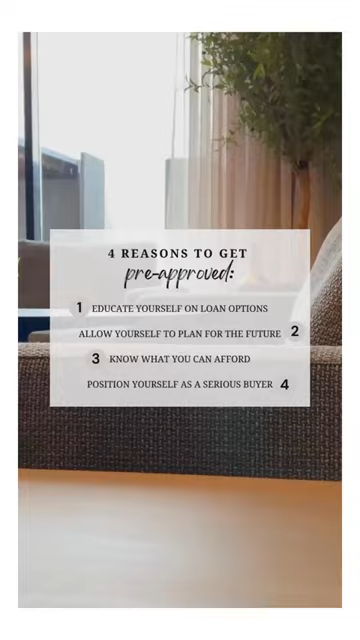 4 REASONS TO GET
pre-approved:
1 EDUCATE YOURSELF ON LOAN OPTIONS
ALLOW YOURSELF TO PLAN FOR THE FUTURE 2
3 KNOW WHAT YOU CAN AFFORD
POSITION YOURSELF AS A SERIOUS BUYER 4